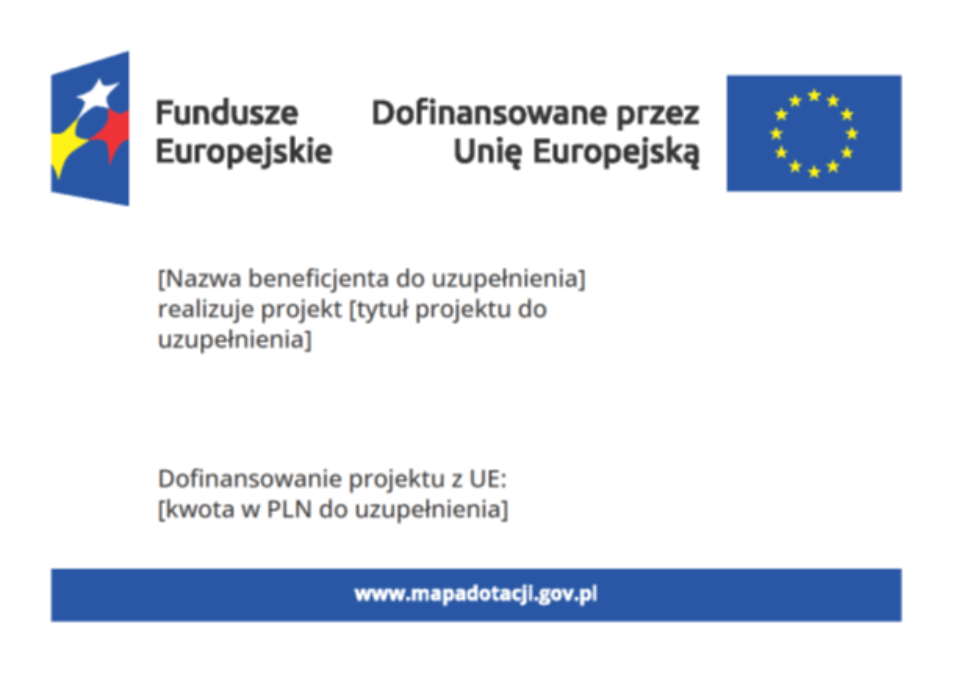 Fundusze
Europejskie
Dofinansowane przez
Unię Europejską
[Nazwa beneficjenta do uzupełnienia]
realizuje projekt [tytuł projektu do
uzupełnienia]
Dofinansowanie projektu z UE:
[kwota w PLN do uzupełnienia]
www.mapadotacji.gov.pl